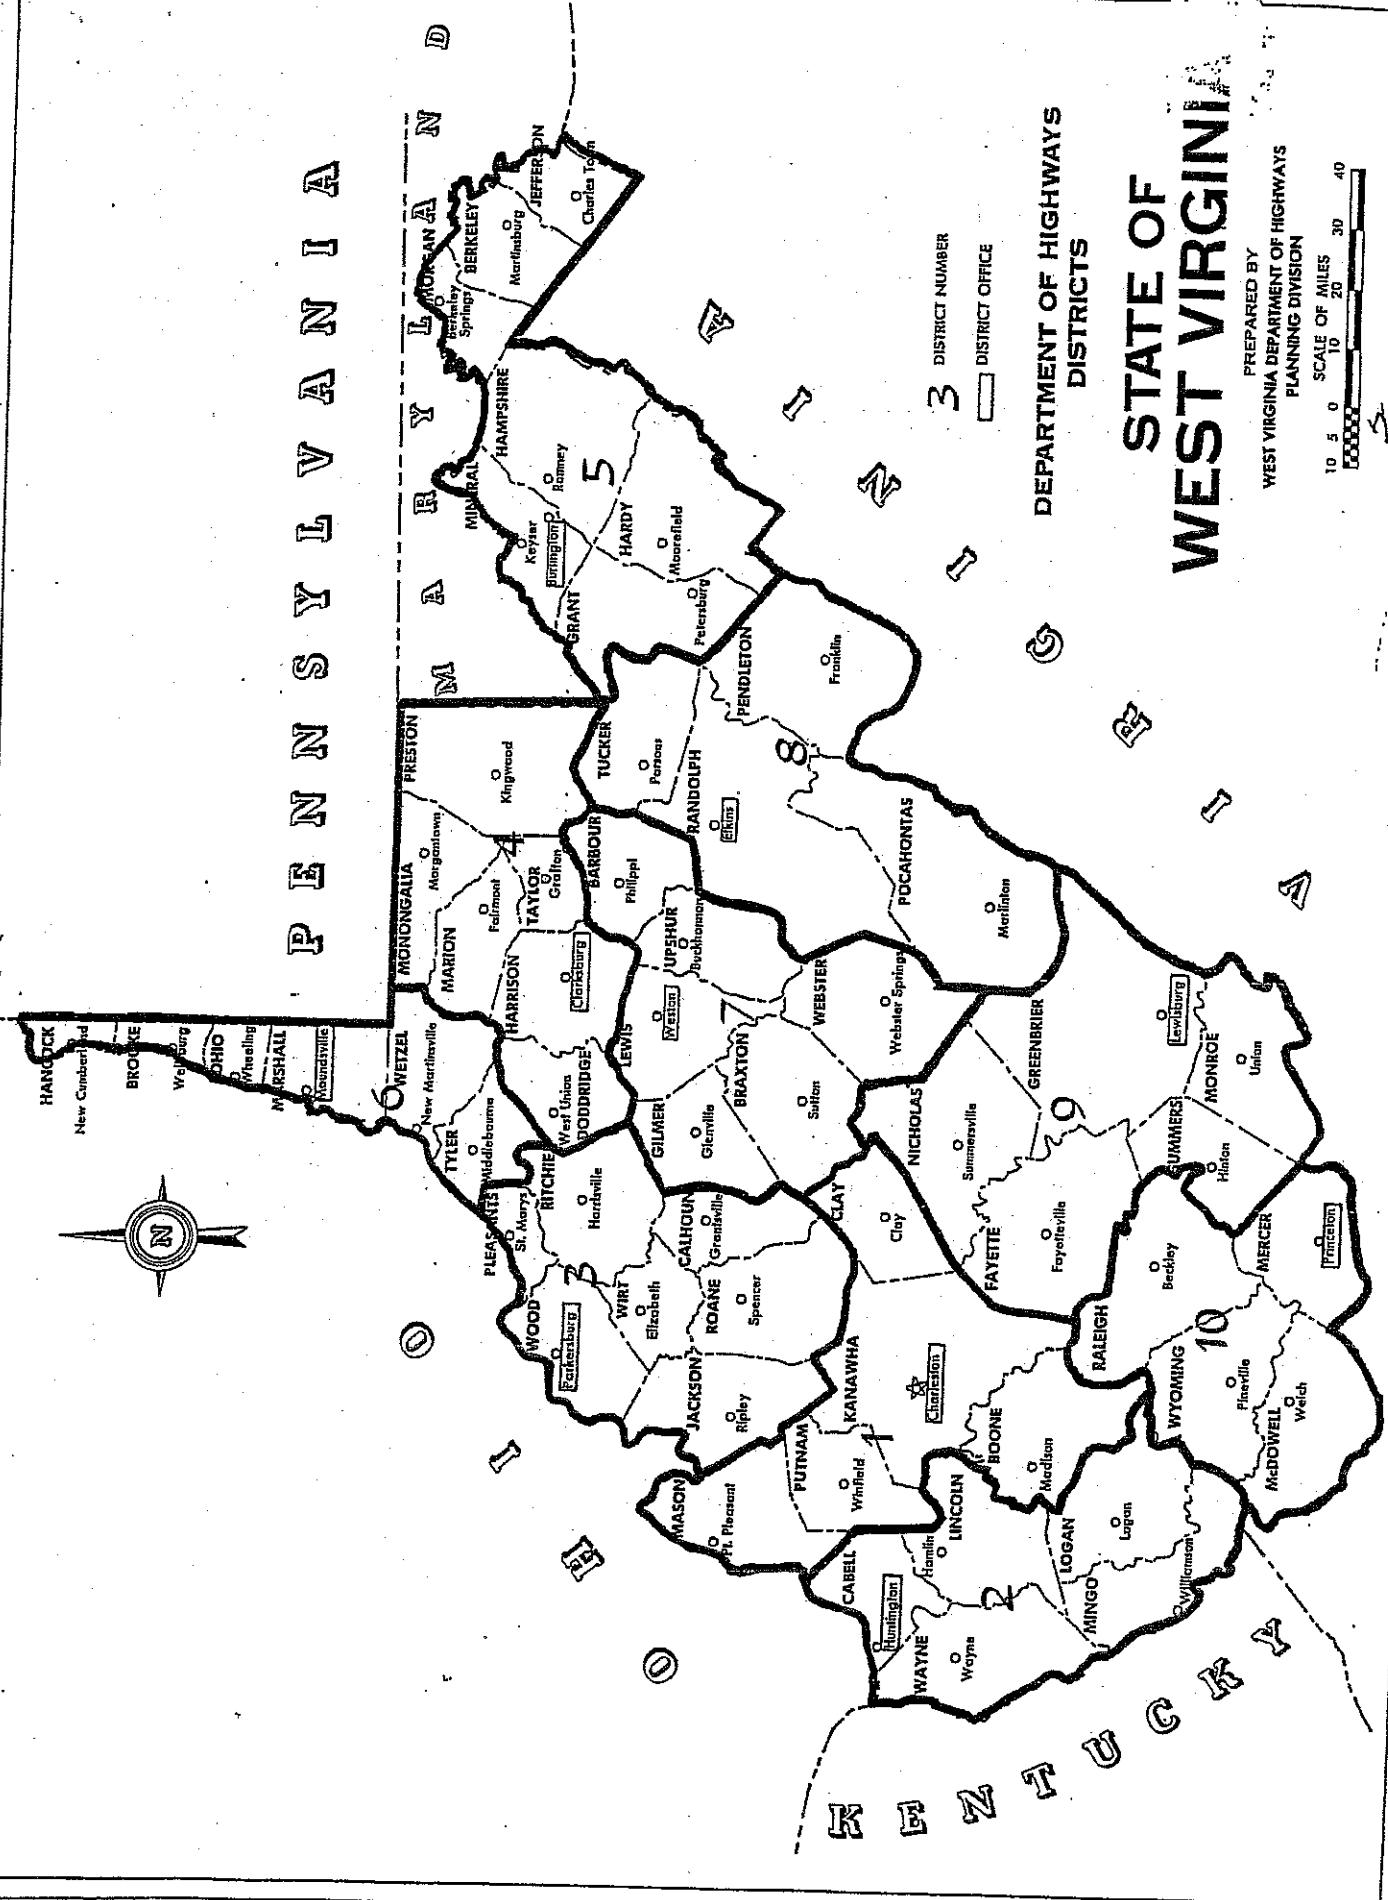 PENNSYLVANIA
MARYLAND
OHIO
KENTUCKY
VIRGINIA
N
HANCOCK
New Cumberland
BROOKE
Wellsburg
OHIO
Wheeling
MARSHALL
Moundsville
6
WETZEL
New Martinsville
TYLER
Middlebourne
PLEASANTS
St. Marys
RITCHIE
Harrisville
WOOD
Parkersburg
3
WIRT
Elizabeth
CALHOUN
Grantsville
ROANE
Spencer
JACKSON
Ripley
MONONGALIA
Morgantown
PRESTON
Kingwood
MARION
Fairmont
4
TAYLOR
Grafton
HARRISON
Clarksburg
DODDRIDGE
West Union
BARBOUR
Philippi
UPSHUR
Buckhannon
LEWIS
Weston
7
GILMER
Glenville
BRAXTON
Sutton
WEBSTER
Webster Springs
TUCKER
Parsons
RANDOLPH
Elkins
8
PENDLETON
Franklin
POCAHONTAS
Marlinton
MORGAN
Berkeley
Springs
BERKELEY
Martinsburg
JEFFERSON
Charles Town
HAMPSHIRE
Romney
MINERAL
Keyser
Burlington
5
GRANT
Petersburg
HARDY
Moorefield
MASON
Pt. Pleasant
PUTNAM
Winfield
1
KANAWHA
Charleston
CLAY
Clay
BOONE
Madison
CABELL
Huntington
WAYNE
Wayne
2
LINCOLN
Hamlin
LOGAN
Logan
MINGO
Williamson
NICHOLAS
Summersville
FAYETTE
Fayetteville
9
GREENBRIER
Lewisburg
MONROE
Union
SUMMERS
Hinton
RALEIGH
Beckley
10
MERCER
Princeton
WYOMING
Pineville
McDOWELL
Welch
3 DISTRICT NUMBER
DISTRICT OFFICE
DEPARTMENT OF HIGHWAYS
DISTRICTS
STATE OF
WEST VIRGINIA
PREPARED BY
WEST VIRGINIA DEPARTMENT OF HIGHWAYS
PLANNING DIVISION
SCALE OF MILES
10 5 0 10 20 30 40